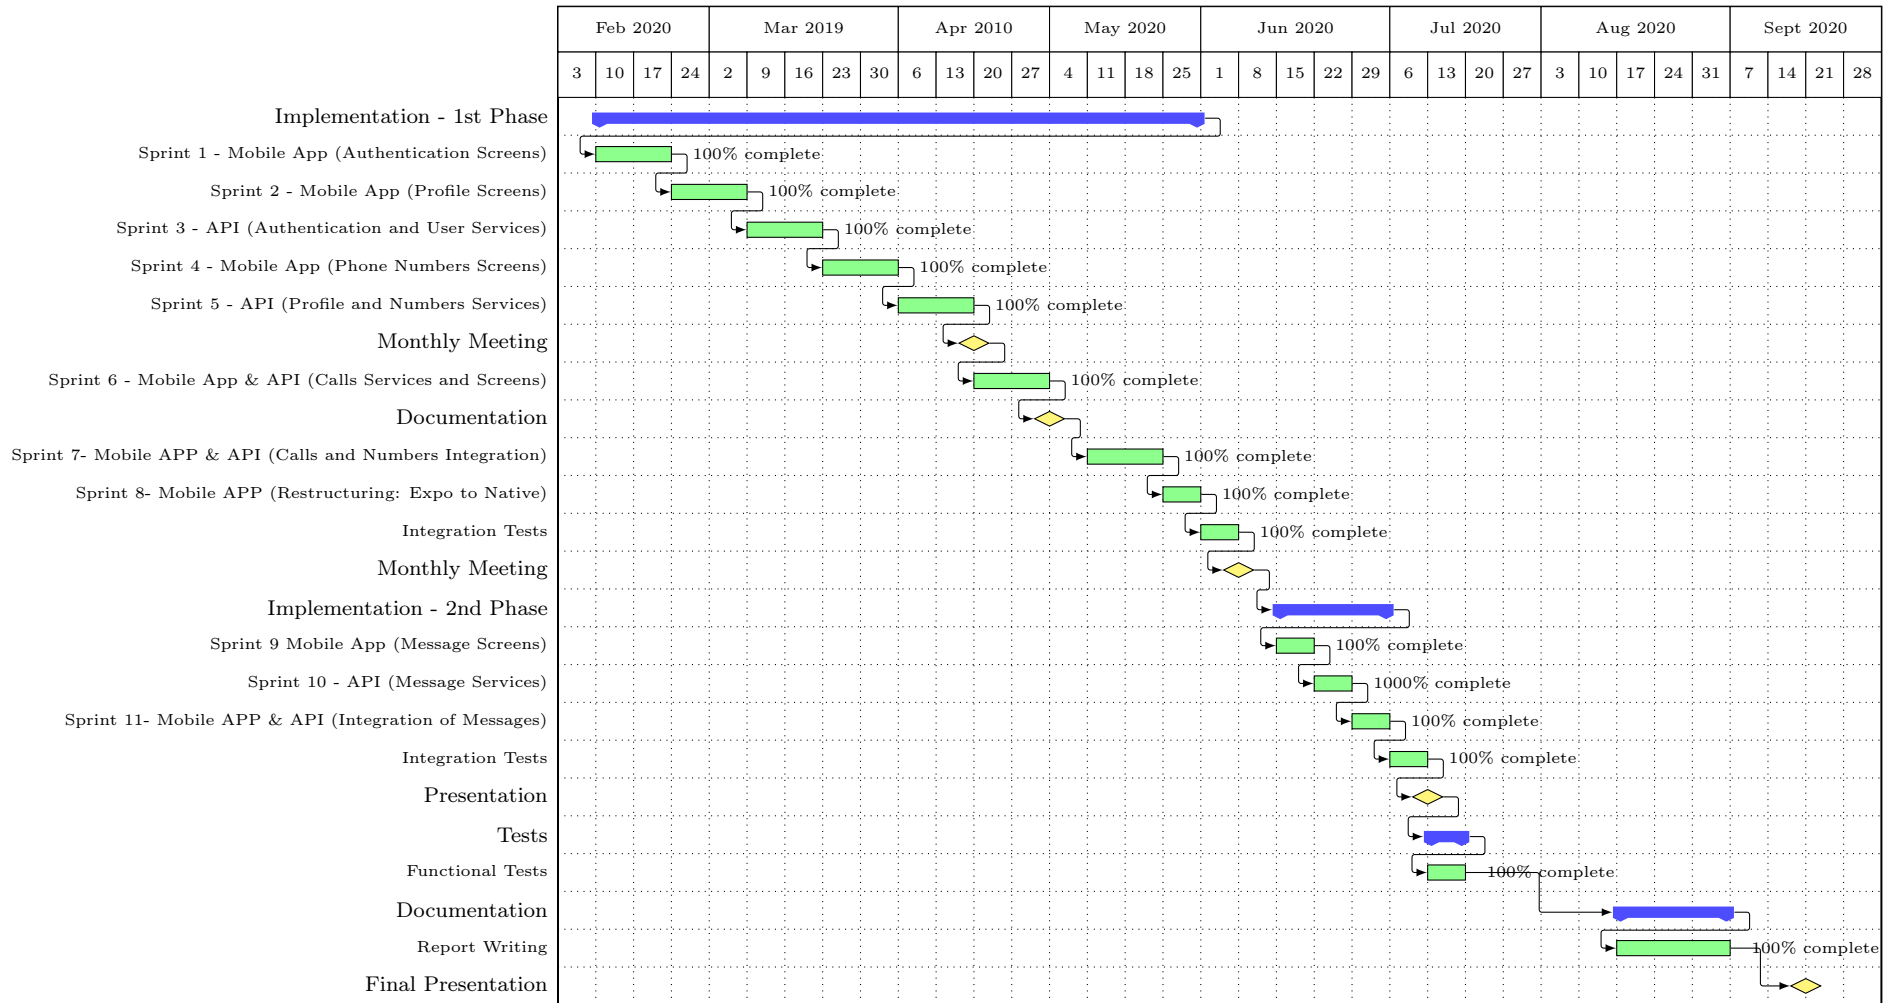 Feb 2020 Mar 2019 Apr 2010 May 2020 Jun 2020 Jul 2020 Aug 2020 Sept 2020
3 10 17 24 2 9 16 23 30 6 13 20 27 4 11 18 25 1 8 15 22 29 6 13 20 27 3 10 17 24 31 7 14 21 28
Implementation - 1st Phase
Sprint 1 - Mobile App (Authentication Screens) 100% complete
Sprint 2 - Mobile App (Profile Screens) 100% complete
Sprint 3 - API (Authentication and User Services) 100% complete
Sprint 4 - Mobile App (Phone Numbers Screens) 100% complete
Sprint 5 - API (Profile and Numbers Services) 100% complete
Monthly Meeting
Sprint 6 - Mobile App & API (Calls Services and Screens) 100% complete
Documentation
Sprint 7- Mobile APP & API (Calls and Numbers Integration) 100% complete
Sprint 8- Mobile APP (Restructuring: Expo to Native) 100% complete
Integration Tests 100% complete
Monthly Meeting
Implementation - 2nd Phase
Sprint 9 Mobile App (Message Screens) 100% complete
Sprint 10 - API (Message Services) 1000% complete
Sprint 11- Mobile APP & API (Integration of Messages) 100% complete
Integration Tests 100% complete
Presentation
Tests
Functional Tests 100% complete
Documentation
Report Writing 100% complete
Final Presentation